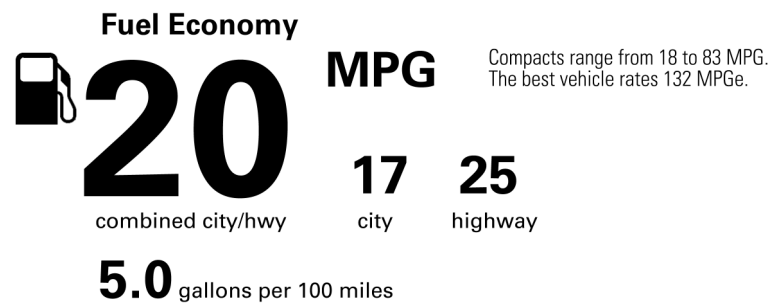 Fuel Economy
20
MPG
Compacts range from 18 to 83 MPG.
The best vehicle rates 132 MPGe.
17 25
combined city/hwy city highway
5.0 gallons per 100 miles